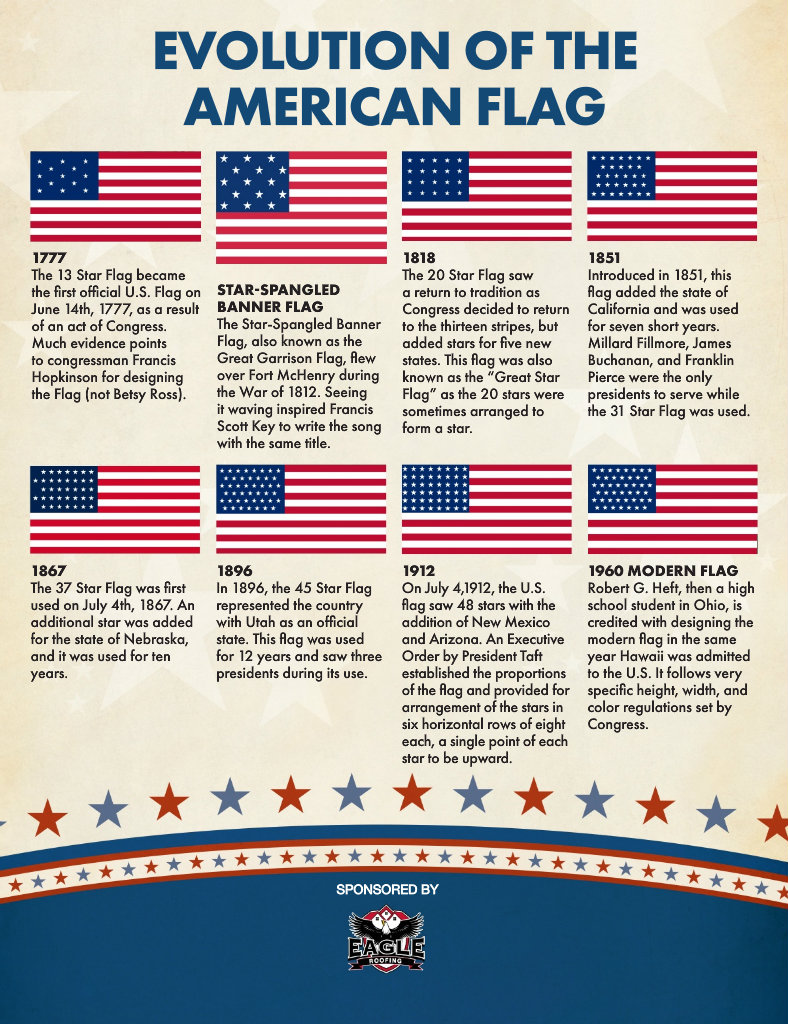 EVOLUTION OF THE
AMERICAN FLAG
1777
The 13 Star Flag became
the first official U.S. Flag on
June 14th, 1777, as a result
of an act of Congress.
Much evidence points
to congressman Francis
Hopkinson for designing
the Flag (not Betsy Ross).
STAR-SPANGLED
BANNER FLAG
The Star-Spangled Banner
Flag, also known as the
Great Garrison Flag, flew
over Fort McHenry during
the War of 1812. Seeing
it waving inspired Francis
Scott Key to write the song
with the same title.
1818
The 20 Star Flag saw
a return to tradition as
Congress decided to return
to the thirteen stripes, but
added stars for five new
states. This flag was also
known as the “Great Star
Flag” as the 20 stars were
sometimes arranged to
form a star.
1851
Introduced in 1851, this
flag added the state of
California and was used
for seven short years.
Millard Fillmore, James
Buchanan, and Franklin
Pierce were the only
presidents to serve while
the 31 Star Flag was used.
1867
The 37 Star Flag was first
used on July 4th, 1867. An
additional star was added
for the state of Nebraska,
and it was used for ten
years.
1896
In 1896, the 45 Star Flag
represented the country
with Utah as an official
state. This flag was used
for 12 years and saw three
presidents during its use.
1912
On July 4,1912, the U.S.
flag saw 48 stars with the
addition of New Mexico
and Arizona. An Executive
Order by President Taft
established the proportions
of the flag and provided for
arrangement of the stars in
six horizontal rows of eight
each, a single point of each
star to be upward.
1960 MODERN FLAG
Robert G. Heft, then a high
school student in Ohio, is
credited with designing the
modern flag in the same
year Hawaii was admitted
to the U.S. It follows very
specific height, width, and
color regulations set by
Congress.
SPONSORED BY
EAGLE
ROOFING